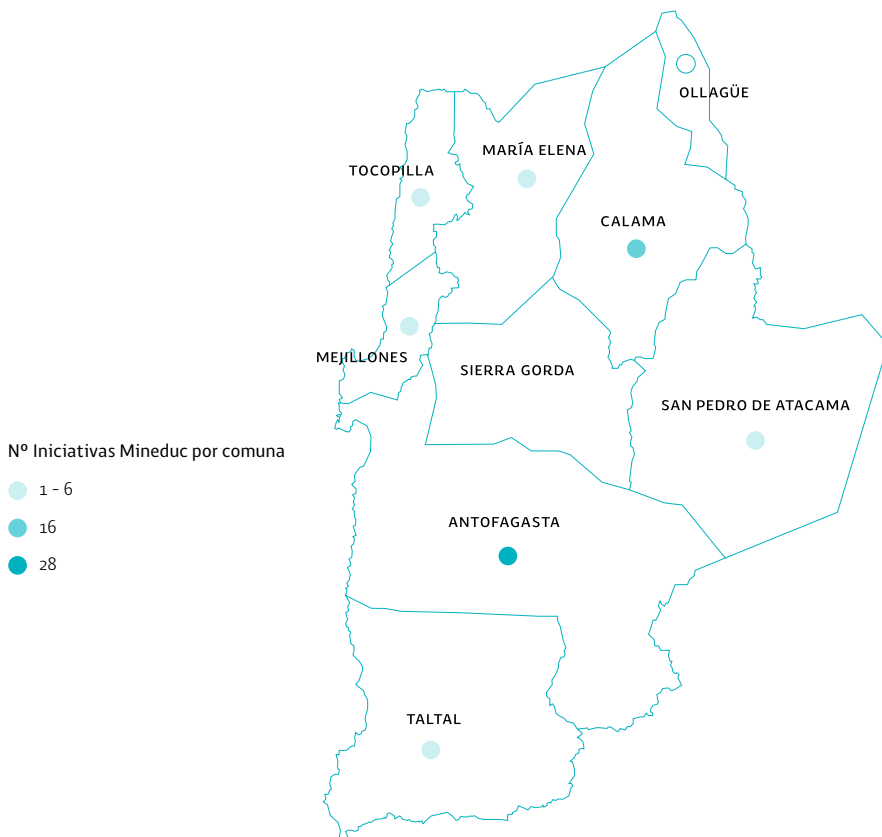 OLLAGÜE
MARÍA ELENA
TOCOPILLA
CALAMA
MEJILLONES
SIERRA GORDA
SAN PEDRO DE ATACAMA
Nº Iniciativas Mineduc por comuna
1 - 6
16
28
ANTOFAGASTA
TALTAL